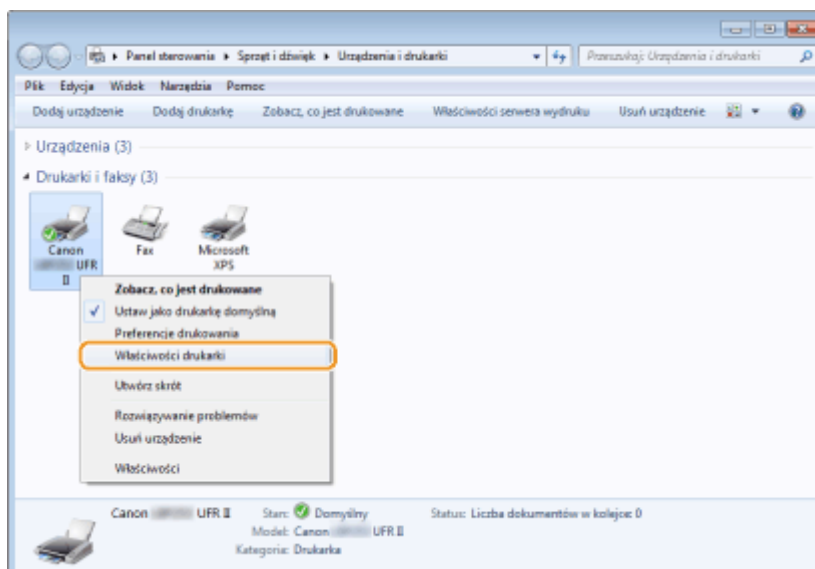 Panel sterowania Sprzęt i dźwięk Urządzenia i drukarki Przeszukaj: Urządzenia i drukarki
Plik Edycja Widok Narzędzia Pomoc
Dodaj urządzenie Dodaj drukarkę Zobacz, co jest drukowane Właściwości serwera wydruku Usuń urządzenie
Urządzenia (3)
Drukarki i faksy (3)
Canon UFR II
Fax
Microsoft XPS
Zobacz, co jest drukowane
Ustaw jako drukarkę domyślną
Preferencje drukowania
Właściwości drukarki
Utwórz skrót
Rozwiązywanie problemów
Usuń urządzenie
Właściwości
Canon UFR II Stan: Domyślny Status: Liczba dokumentów w kolejce: 0
Model: Canon UFR II
Kategoria: Drukarka